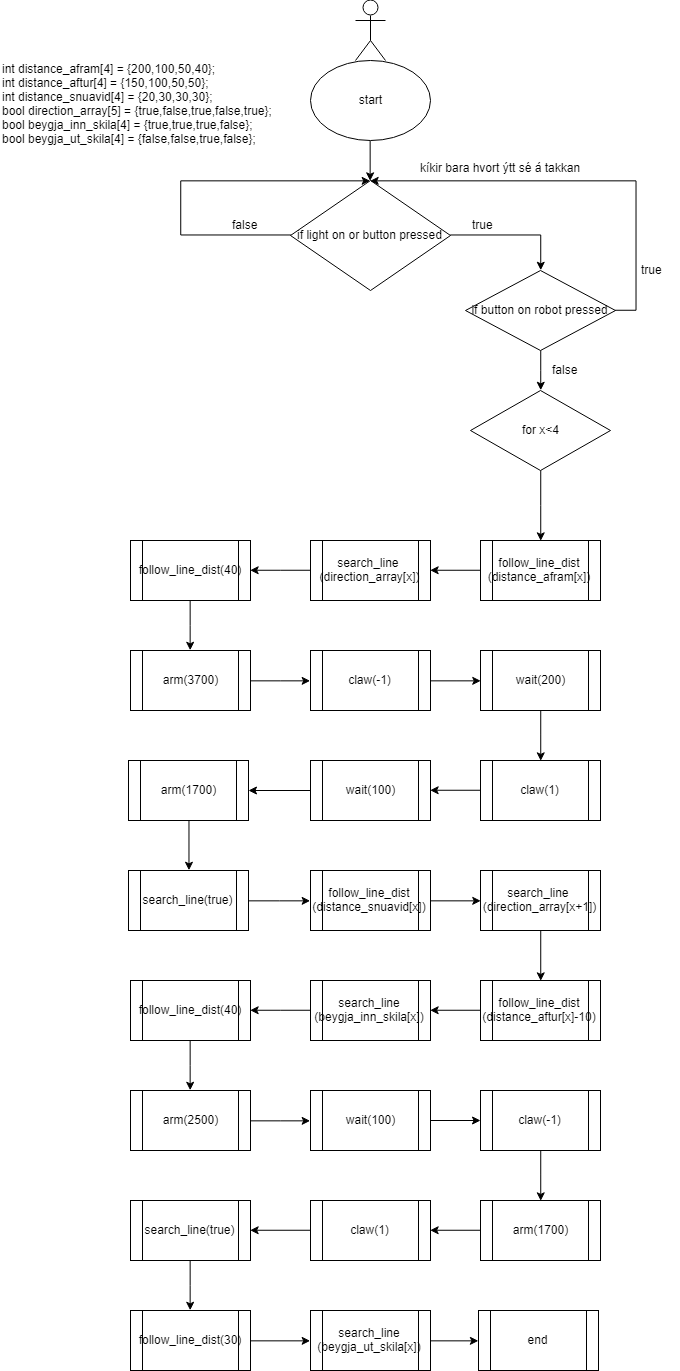 int distance_afram[4] = {200,100,50,40};
int distance_aftur[4] = {150,100,50,50};
int distance_snuavid[4] = {20,30,30,30};
bool direction_array[5] = {true,false,true,false,true};
bool beygja_inn_skila[4] = {true,true,true,false};
bool beygja_ut_skila[4] = {false,false,true,false};
start
kíkir bara hvort ýtt sé á takkan
false
if light on or button pressed
true
true
if button on robot pressed
false
for x<4
follow_line_dist
(distance_afram[x])
search_line
(direction_array[x])
follow_line_dist(40)
arm(3700)
claw(-1)
wait(200)
claw(1)
wait(100)
arm(1700)
search_line(true)
follow_line_dist
(distance_snuavid[x])
search_line
(direction_array[x+1])
follow_line_dist
(distance_aftur[x]-10)
search_line
(beygja_inn_skila[x])
follow_line_dist(40)
arm(2500)
wait(100)
claw(-1)
arm(1700)
claw(1)
search_line(true)
follow_line_dist(30)
search_line
(beygja_ut_skila[x])
end